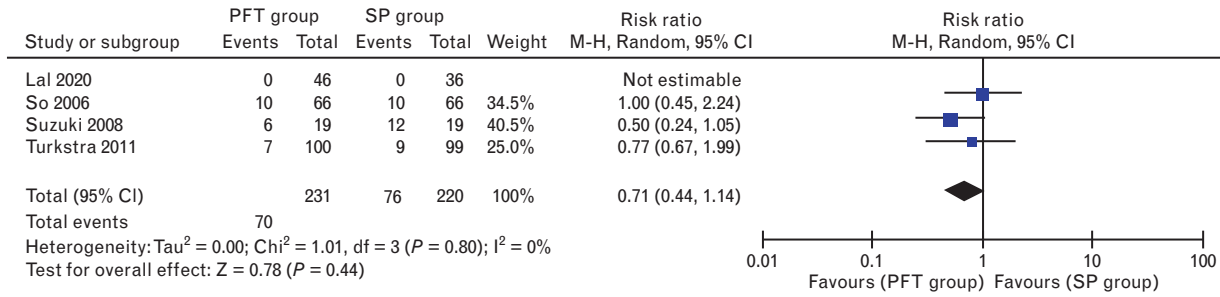 PFT group SP group Risk ratio Risk ratio
Study or subgroup Events Total Events Total Weight M-H, Random, 95% CI M-H, Random, 95% CI
Lal 2020 0 46 0 36 Not estimable
So 2006 10 66 10 66 34.5% 1.00 (0.45, 2.24)
Suzuki 2008 6 19 12 19 40.5% 0.50 (0.24, 1.05)
Turkstra 2011 7 100 9 99 25.0% 0.77 (0.67, 1.99)
Total (95% CI) 231 76 220 100% 0.71 (0.44, 1.14)
Total events 70
Heterogeneity: Tau² = 0.00; Chi² = 1.01, df = 3 (P = 0.80); I² = 0%
Test for overall effect: Z = 0.78 (P = 0.44)
0.01 0.1 1 10 100
Favours (PFT group) Favours (SP group)